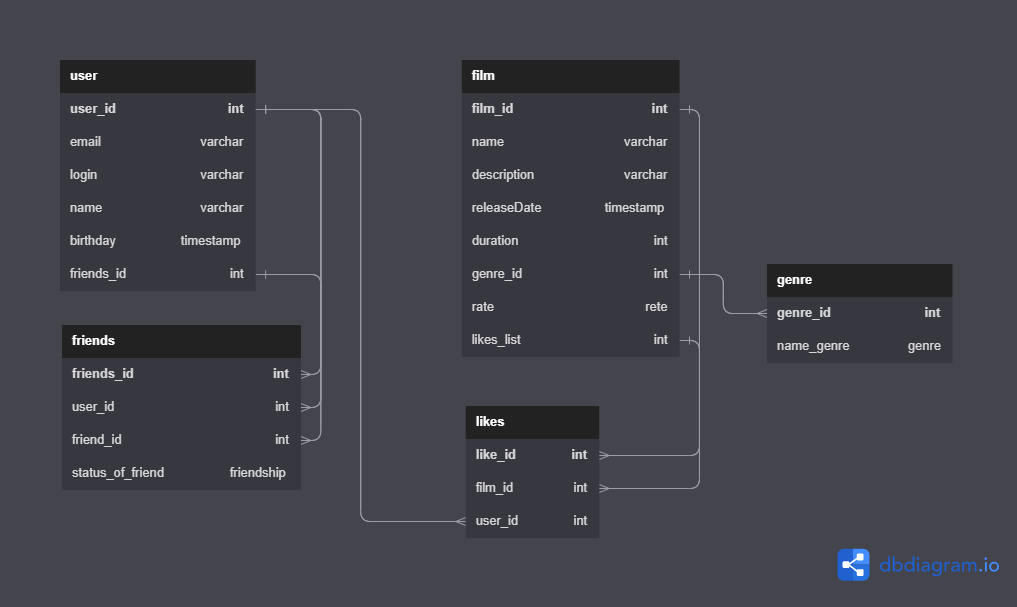 user
user_id int
email varchar
login varchar
name varchar
birthday timestamp
friends_id int
friends
friends_id int
user_id int
friend_id int
status_of_friend friendship
film
film_id int
name varchar
description varchar
releaseDate timestamp
duration int
genre_id int
rate rete
likes_list int
likes
like_id int
film_id int
user_id int
genre
genre_id int
name_genre genre
dbdiagram.io